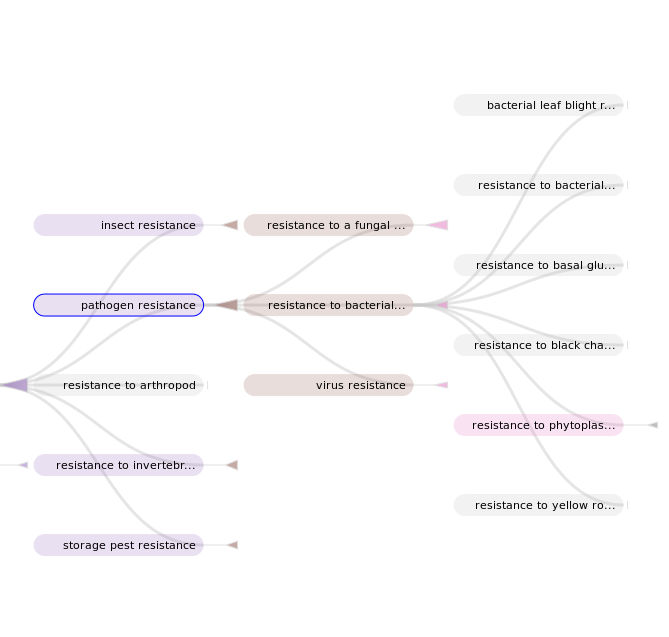 insect resistance
pathogen resistance
resistance to arthropod
resistance to invertebr...
storage pest resistance
resistance to a fungal ...
resistance to bacterial...
virus resistance
bacterial leaf blight r...
resistance to bacterial...
resistance to basal glu...
resistance to black cha...
resistance to phytoplas...
resistance to yellow ro...